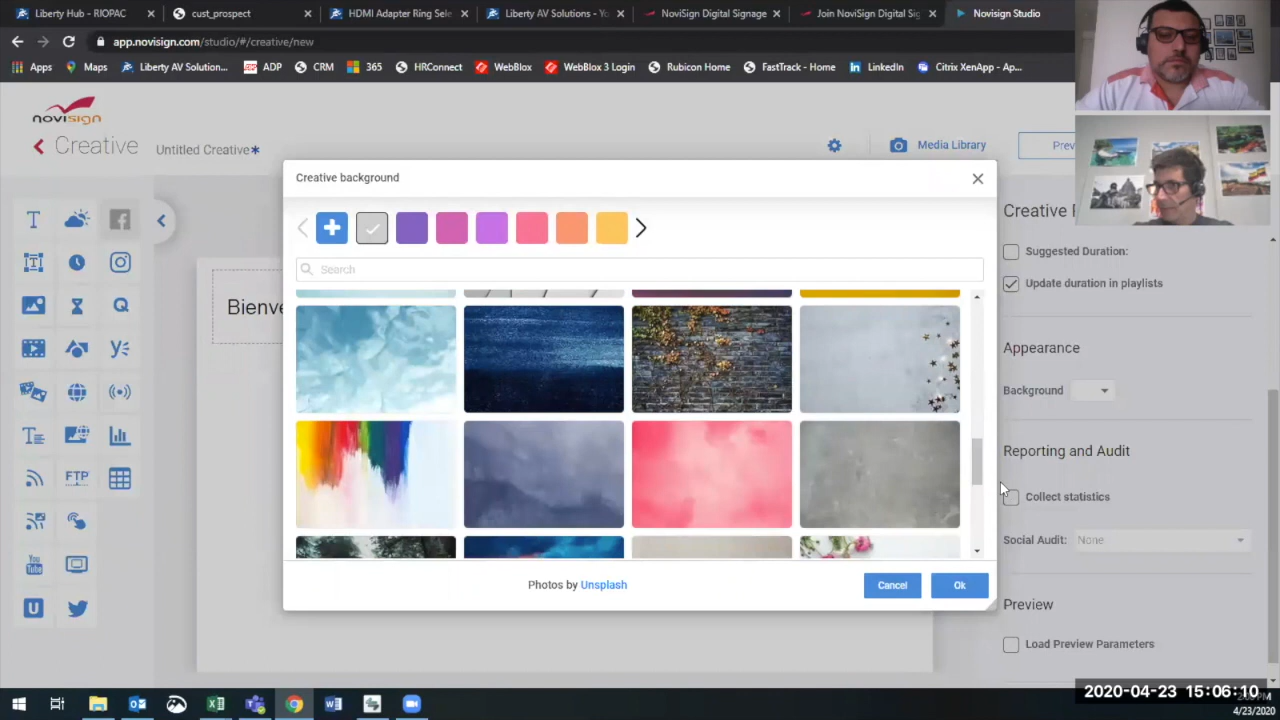 Liberty Hub - RIOPAC
cust_prospect
HDMI Adapter Ring Sele
Liberty AV Solutions - Yo
NoviSign Digital Signage
Join NoviSign Digital Sig
Novisign Studio
app.novisign.com/studio/#/creative/new
Apps
Maps
Liberty AV Solution...
ADP
CRM
365
HRConnect
WebBlox
WebBlox 3 Login
Rubicon Home
FastTrack - Home
LinkedIn
Citrix XenApp - Ap...
novisign
Creative
Untitled Creative*
Media Library
Prev
Creative background
Search
Bienve
Photos by Unsplash
Cancel
Ok
Creative P
Suggested Duration:
Update duration in playlists
Appearance
Background
Reporting and Audit
Collect statistics
Social Audit: None
Preview
Load Preview Parameters
T
FTP
You
Tube
U
2020-04-23 15:06:10
4/23/2020